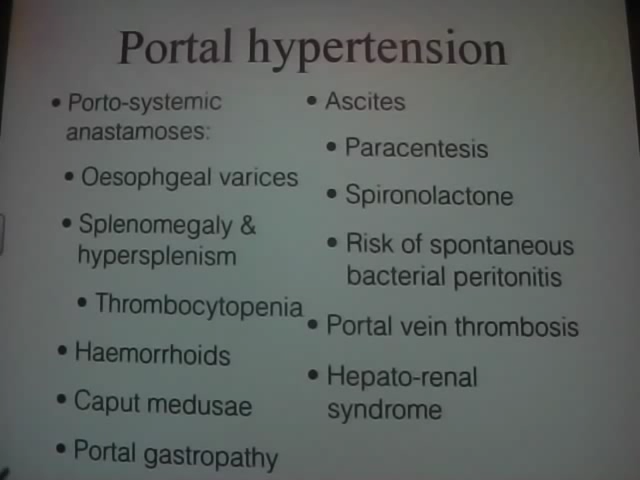 Portal hypertension
• Porto-systemic
anastamoses:
• Oesophgeal varices
• Splenomegaly &
hypersplenism
• Thrombocytopenia
• Haemorrhoids
• Caput medusae
• Portal gastropathy
• Ascites
• Paracentesis
• Spironolactone
• Risk of spontaneous
bacterial peritonitis
• Portal vein thrombosis
• Hepato-renal
syndrome